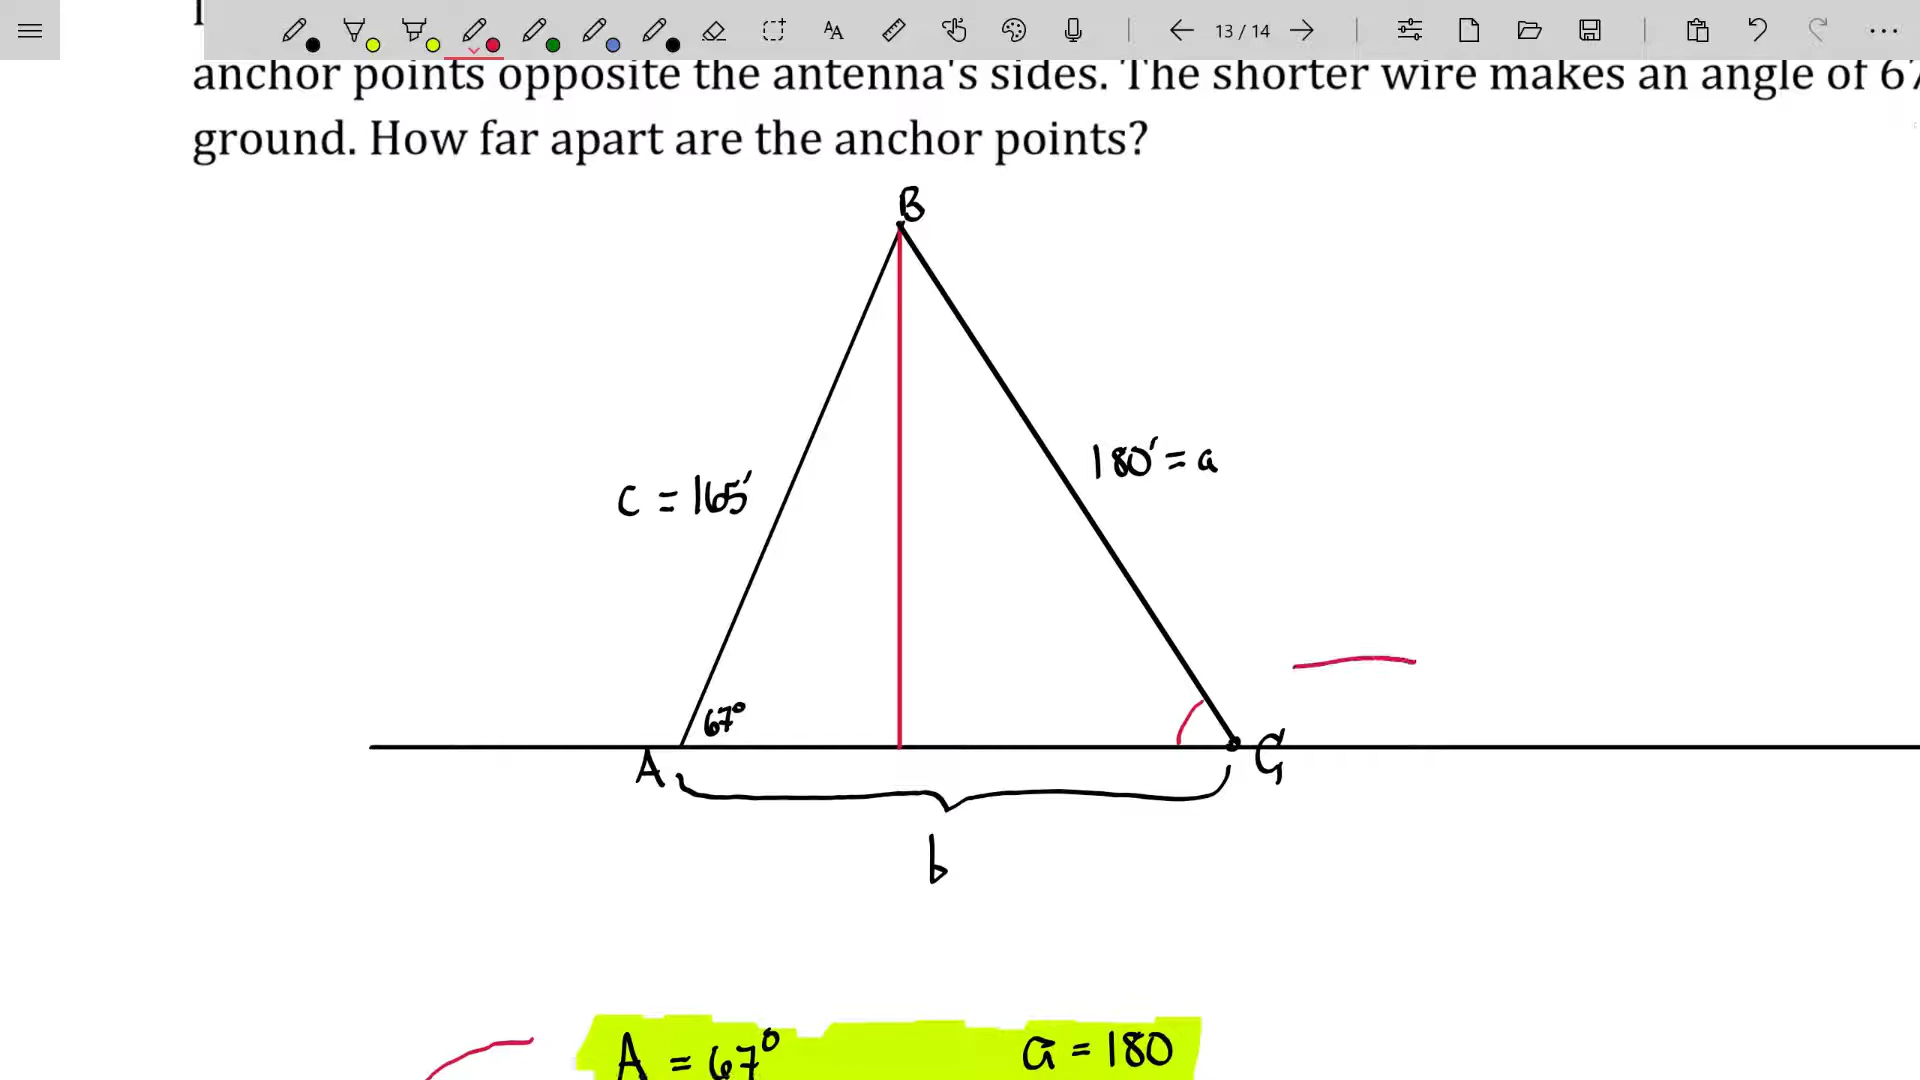 13 / 14
anchor points opposite the antenna's sides. The shorter wire makes an angle of 67
ground. How far apart are the anchor points?
B
180' = a
c = 165'
67°
A
C
b
A = 67°
a = 180